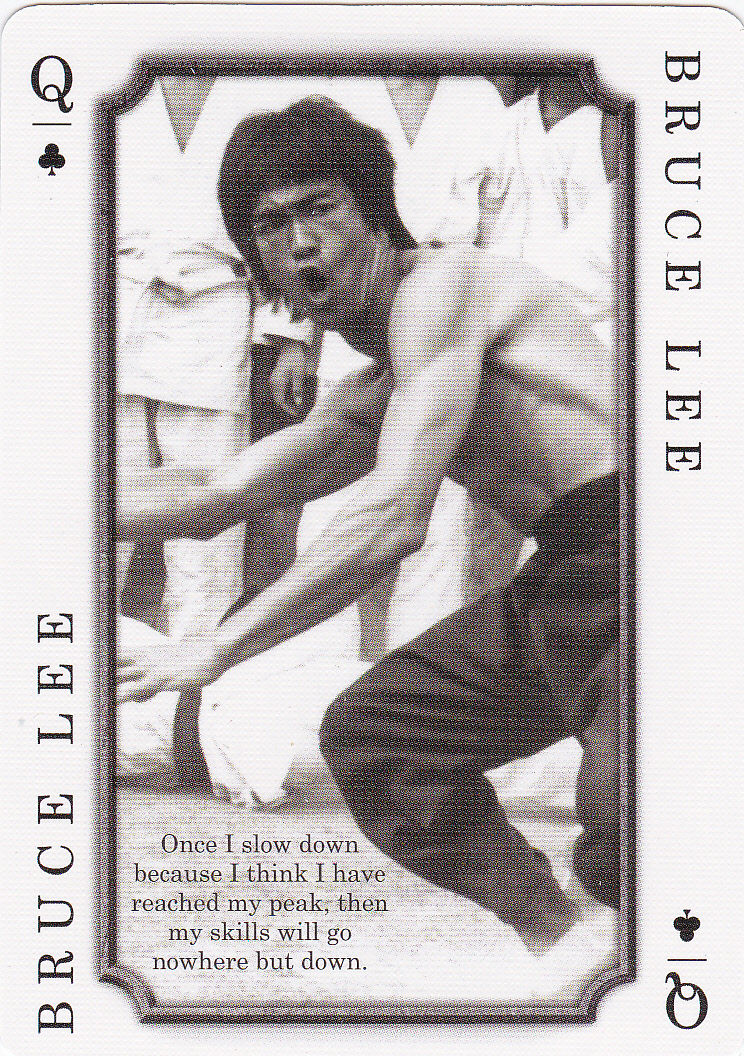 Q
BRUCE LEE
BRUCE LEE
Once I slow down
because I think I have
reached my peak, then
my skills will go
nowhere but down.
Q